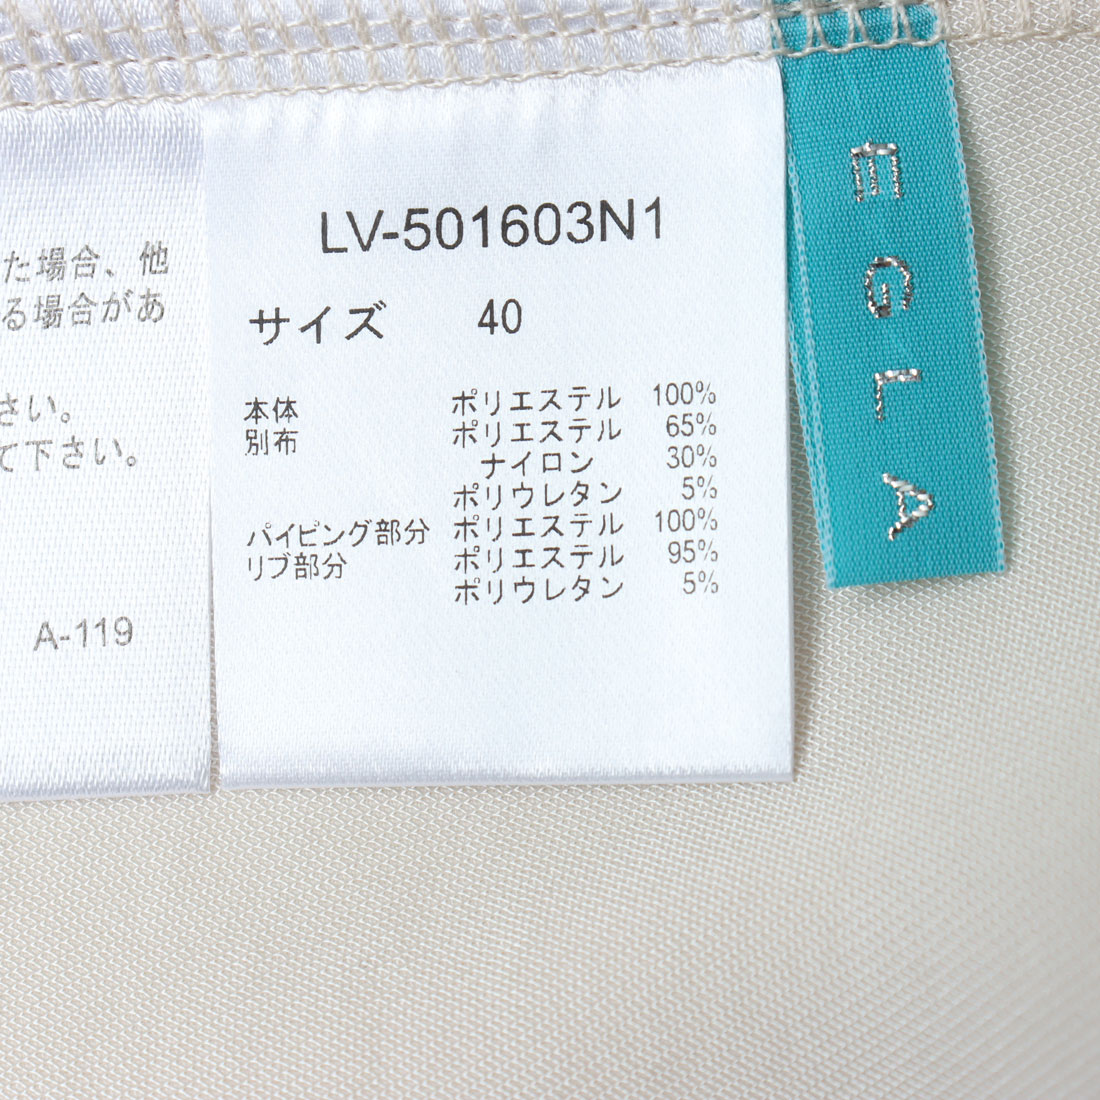 た場合、他
る場合があ
さい。
て下さい。
A-119
LV-501603N1
サイズ 40
本体 ポリエステル 100%
別布 ポリエステル 65%
ナイロン 30%
ポリウレタン 5%
パイピング部分 ポリエステル 100%
リブ部分 ポリエステル 95%
ポリウレタン 5%
EGLA